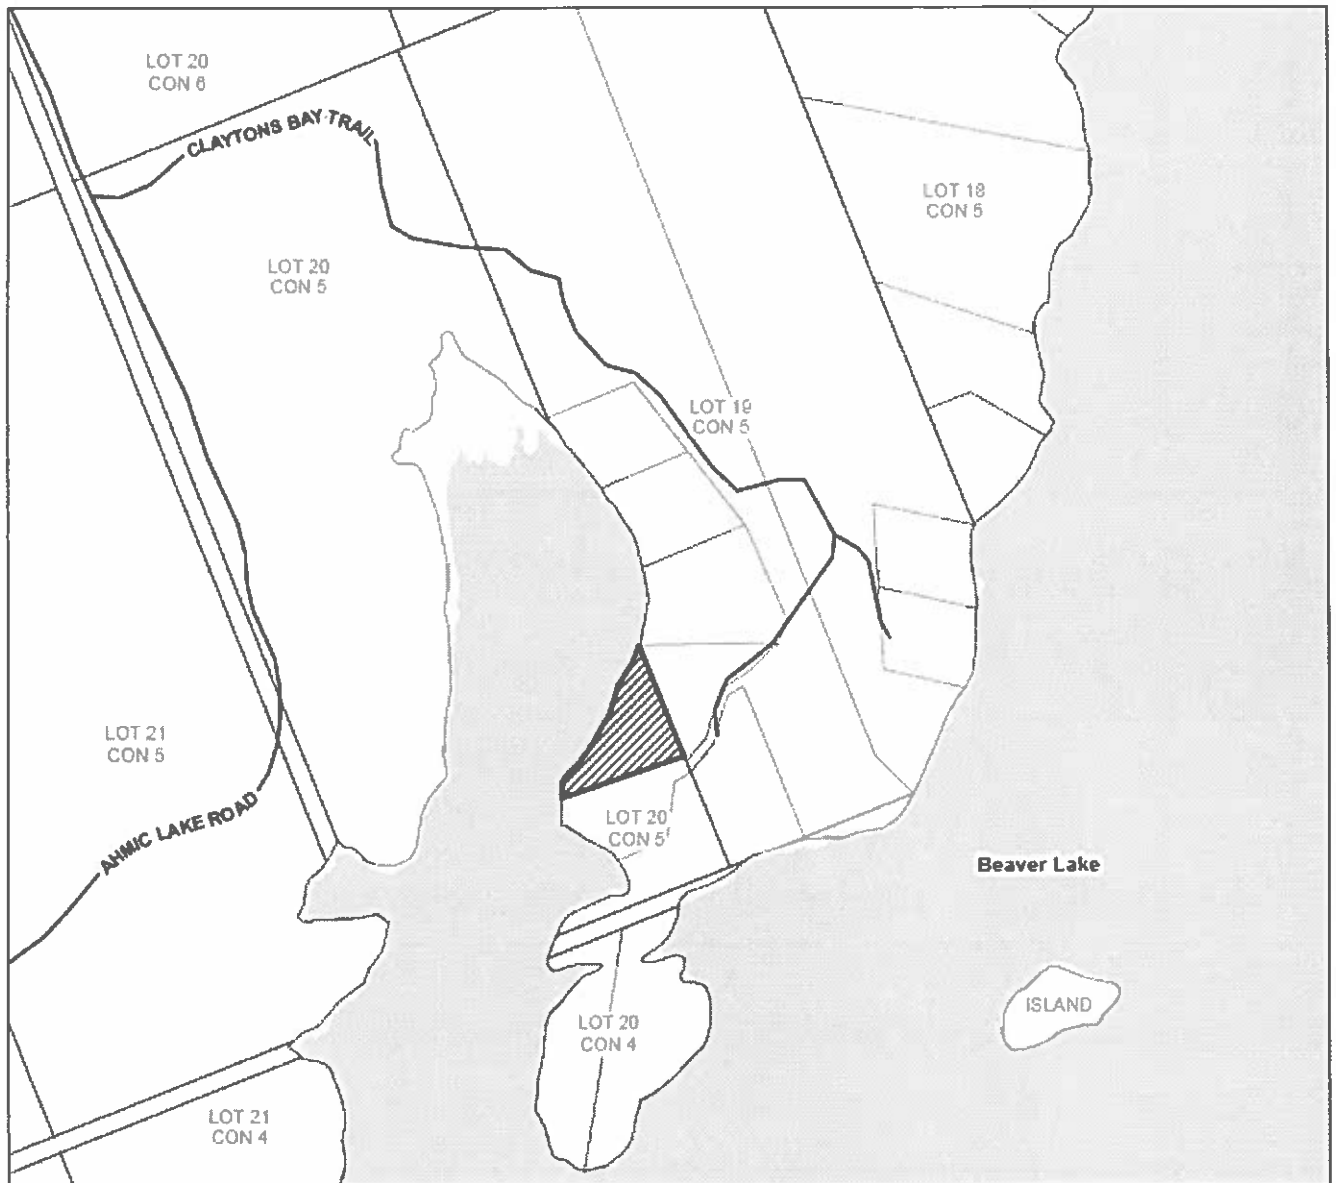 LOT 20
CON 6
CLAYTONS BAY TRAIL
LOT 18
CON 5
LOT 20
CON 5
LOT 19
CON 5
LOT 21
CON 5
AHMIC LAKE ROAD
LOT 20
CON 5
Beaver Lake
ISLAND
LOT 20
CON 4
LOT 21
CON 4